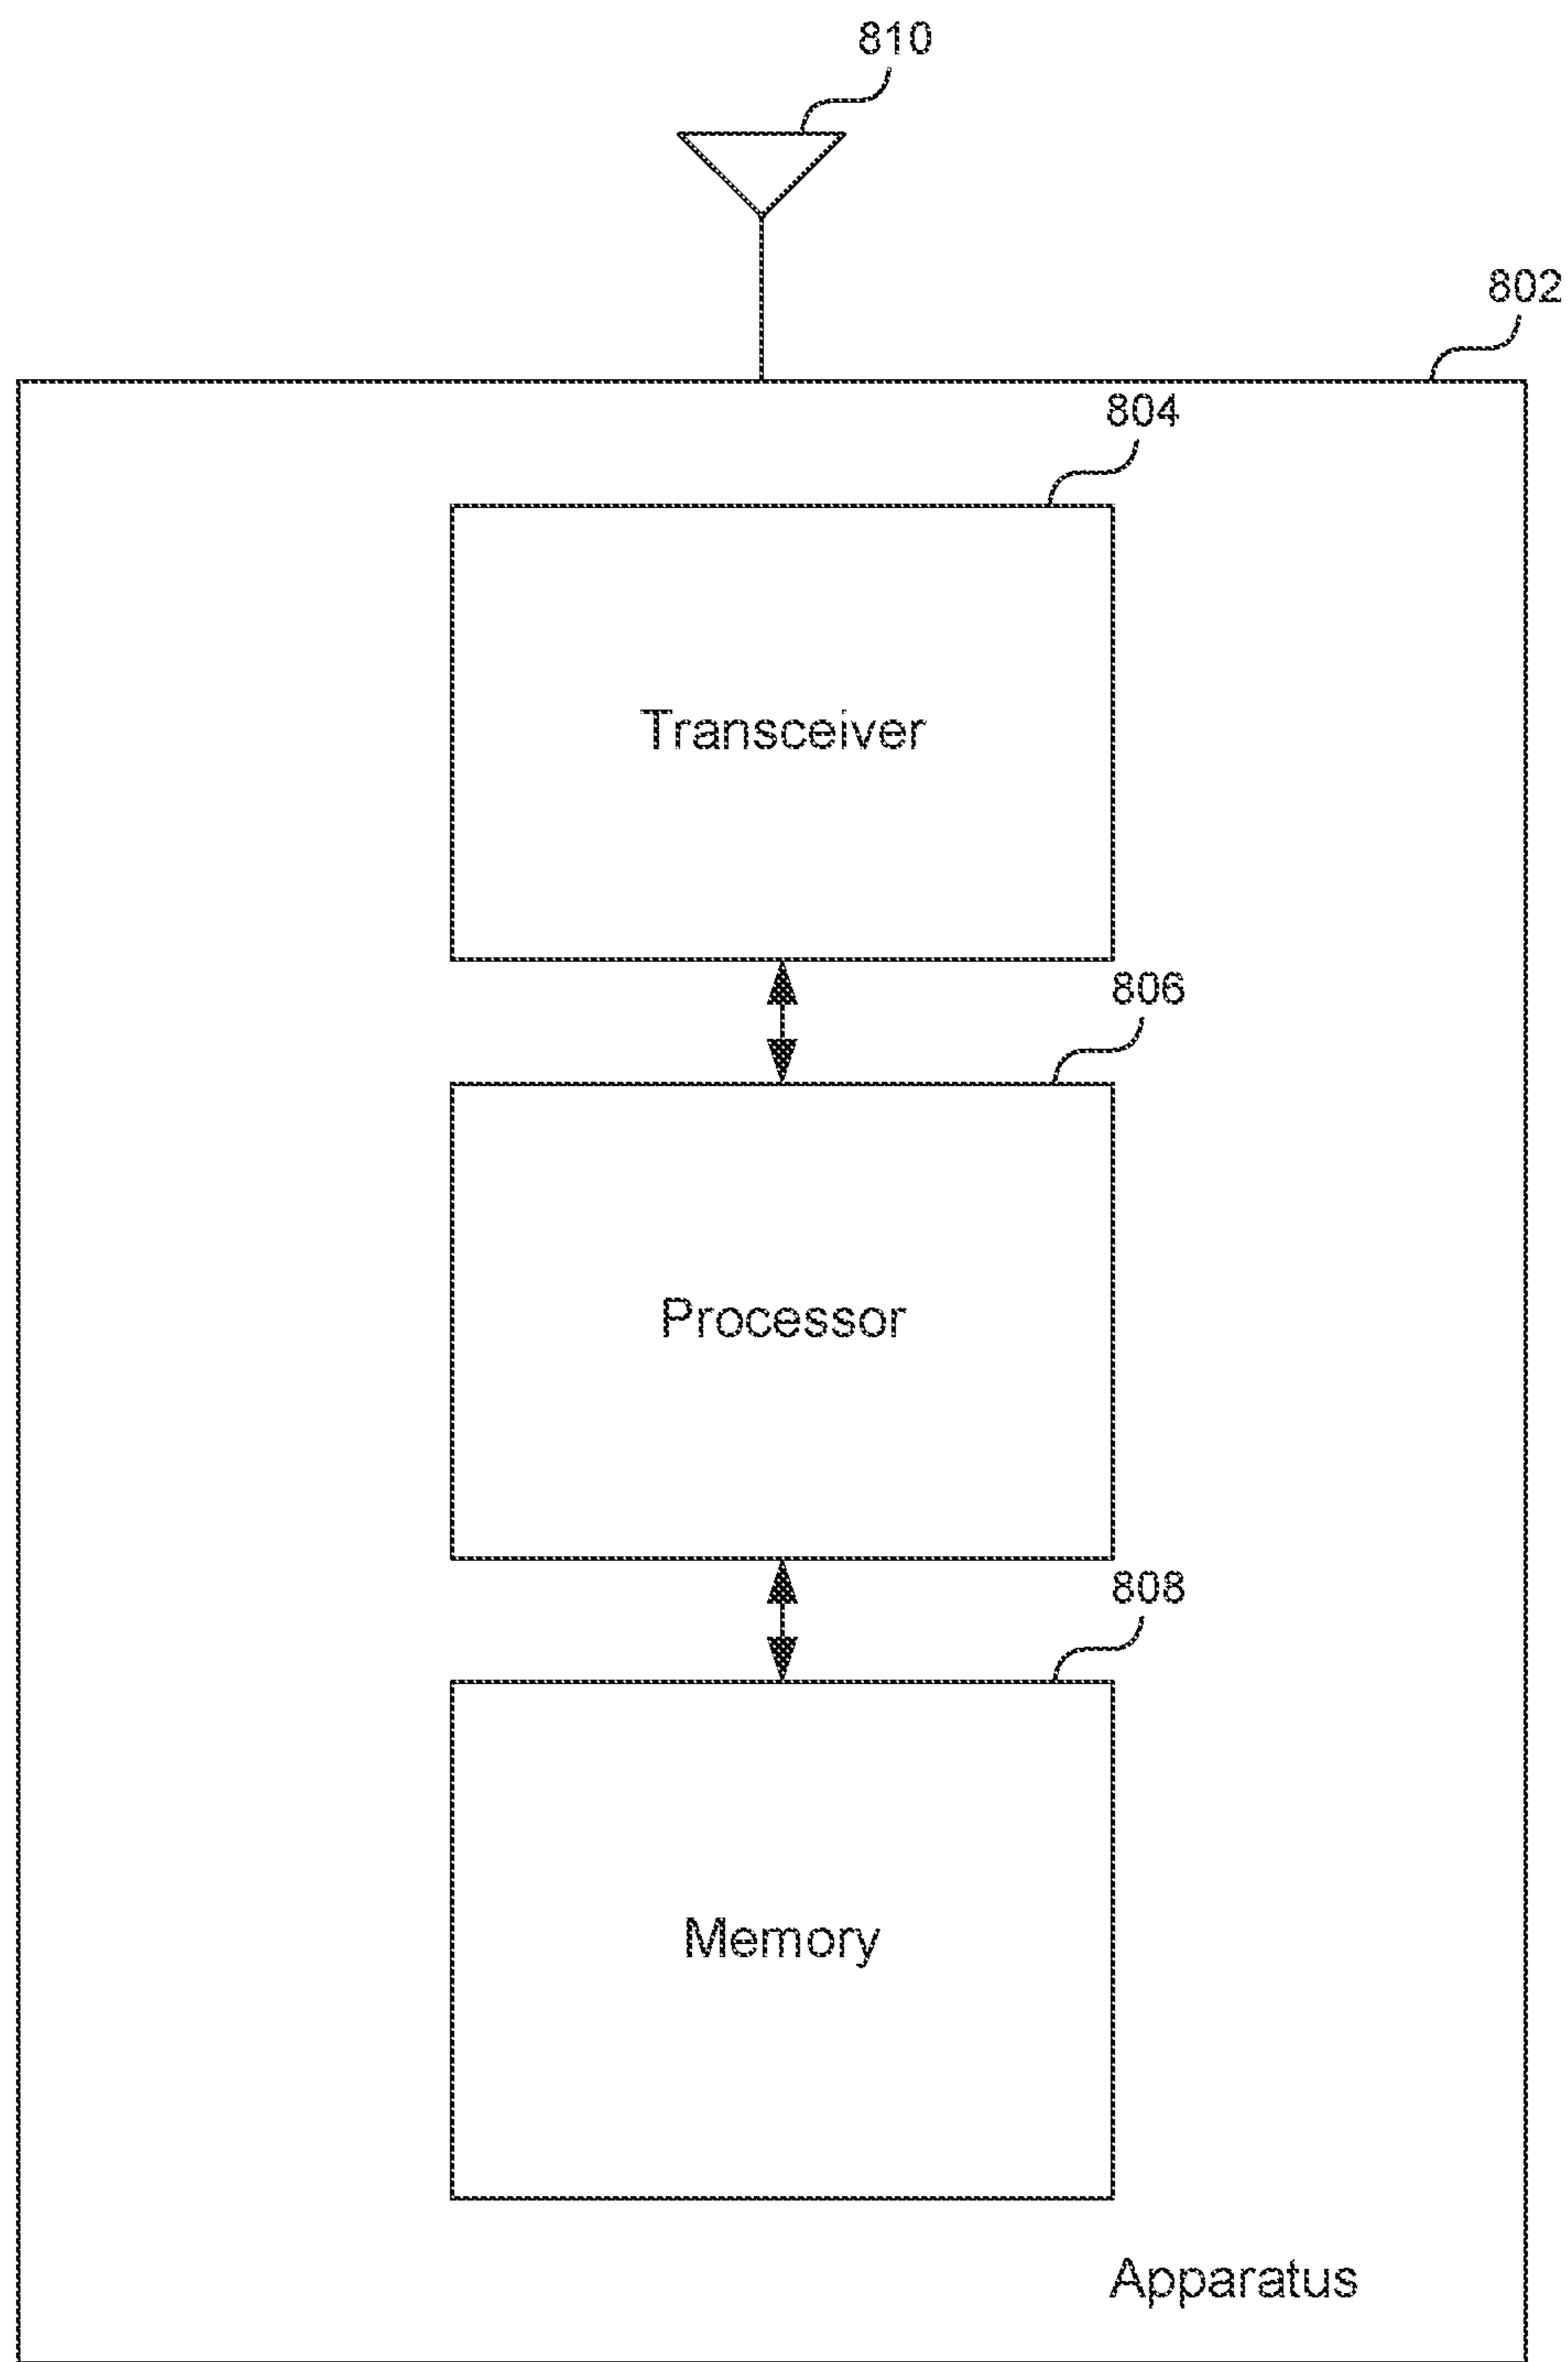 810
802
804
Transceiver
806
Processor
808
Memory
Apparatus